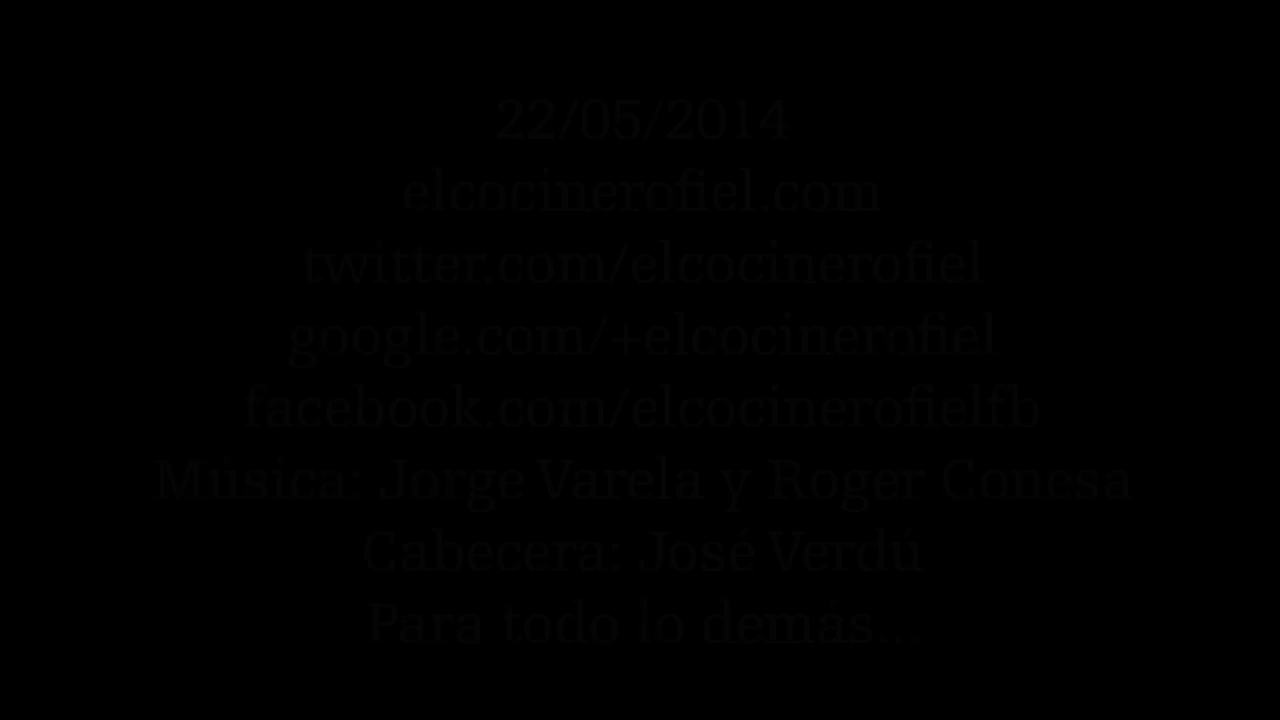 22/05/2014
elcocinerofiel.com
twitter.com/elcocinerofiel
google.com/+elcocinerofiel
facebook.com/elcocinerofielfb
Música: Jorge Varela y Roger Conesa
Cabecera: José Verdú
Para todo lo demás...